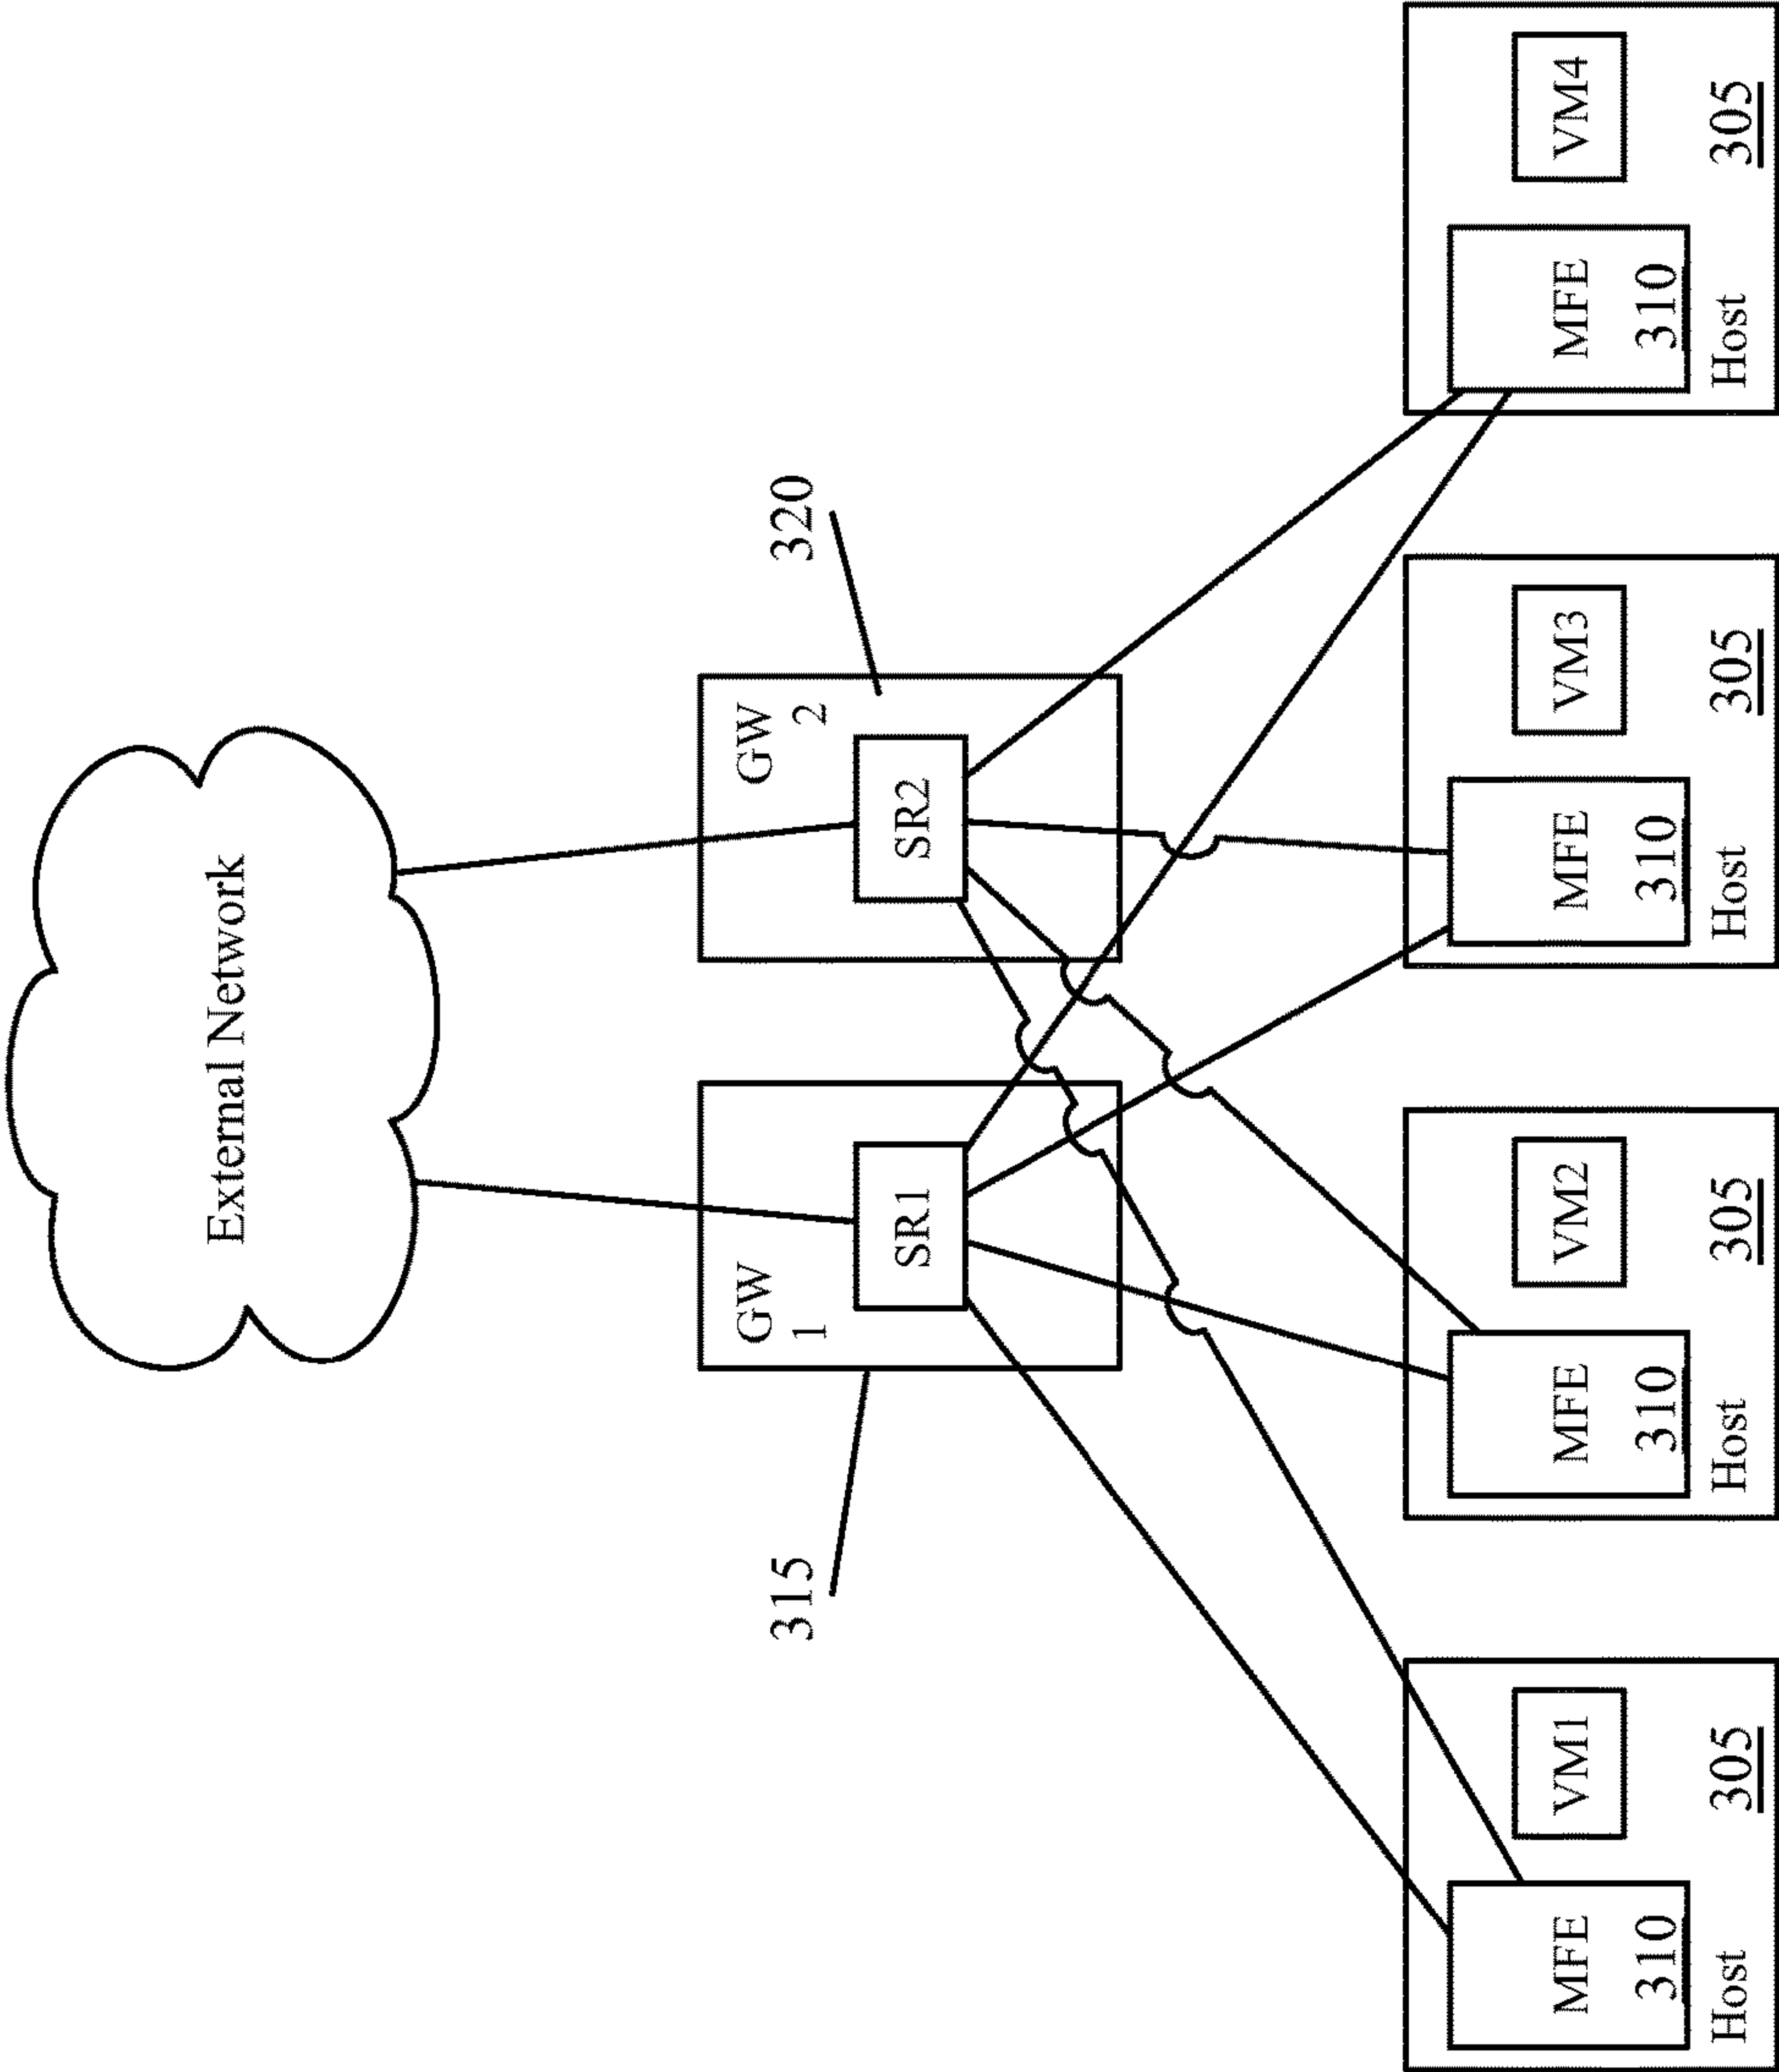 External Network
GW
1
SR1
315
GW
2
SR2
320
MFE
310
VM1
Host
305
MFE
310
VM2
Host
305
MFE
310
VM3
Host
305
MFE
310
VM4
Host
305